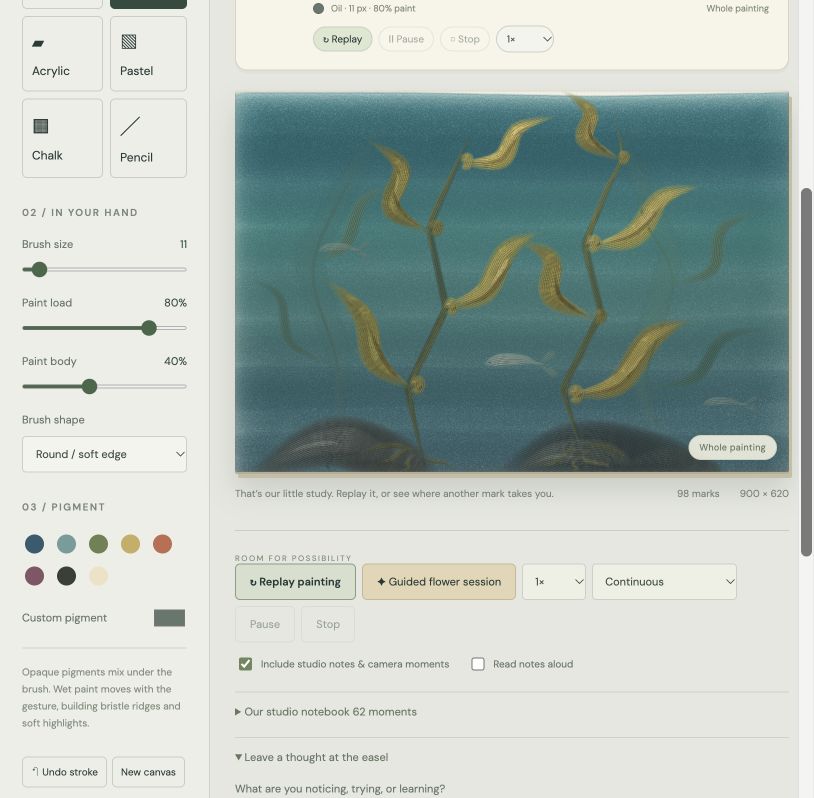 Acrylic
Pastel
Chalk
Pencil
02 / IN YOUR HAND
Brush size 11
Paint load 80%
Paint body 40%
Brush shape
Round / soft edge
03 / PIGMENT
Custom pigment
Opaque pigments mix under the
brush. Wet paint moves with the
gesture, building bristle ridges and
soft highlights.
Undo stroke
New canvas
Oil · 11 px · 80% paint
Whole painting
↻ Replay
II Pause
Stop
1×
Whole painting
That's our little study. Replay it, or see where another mark takes you.
98 marks 900 × 620
ROOM FOR POSSIBILITY
↻ Replay painting
✦ Guided flower session
1×
Continuous
Pause
Stop
Include studio notes & camera moments
Read notes aloud
Our studio notebook 62 moments
Leave a thought at the easel
What are you noticing, trying, or learning?